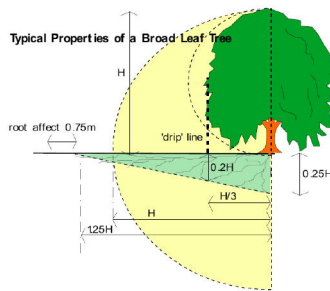 Typical Properties of a Broad Leaf Tree
H
root affect 0.75m
'drip' line
0.2H
0.25H
H/3
H
1.25H